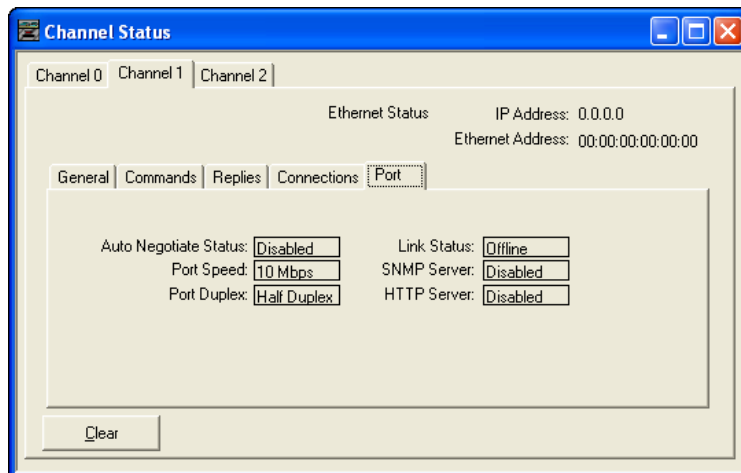 Channel Status
Channel 0 Channel 1 Channel 2
Ethernet Status IP Address: 0.0.0.0
Ethernet Address: 00:00:00:00:00:00
General Commands Replies Connections Port
Auto Negotiate Status: Disabled Link Status: Offline
Port Speed: 10 Mbps SNMP Server: Disabled
Port Duplex: Half Duplex HTTP Server: Disabled
Clear